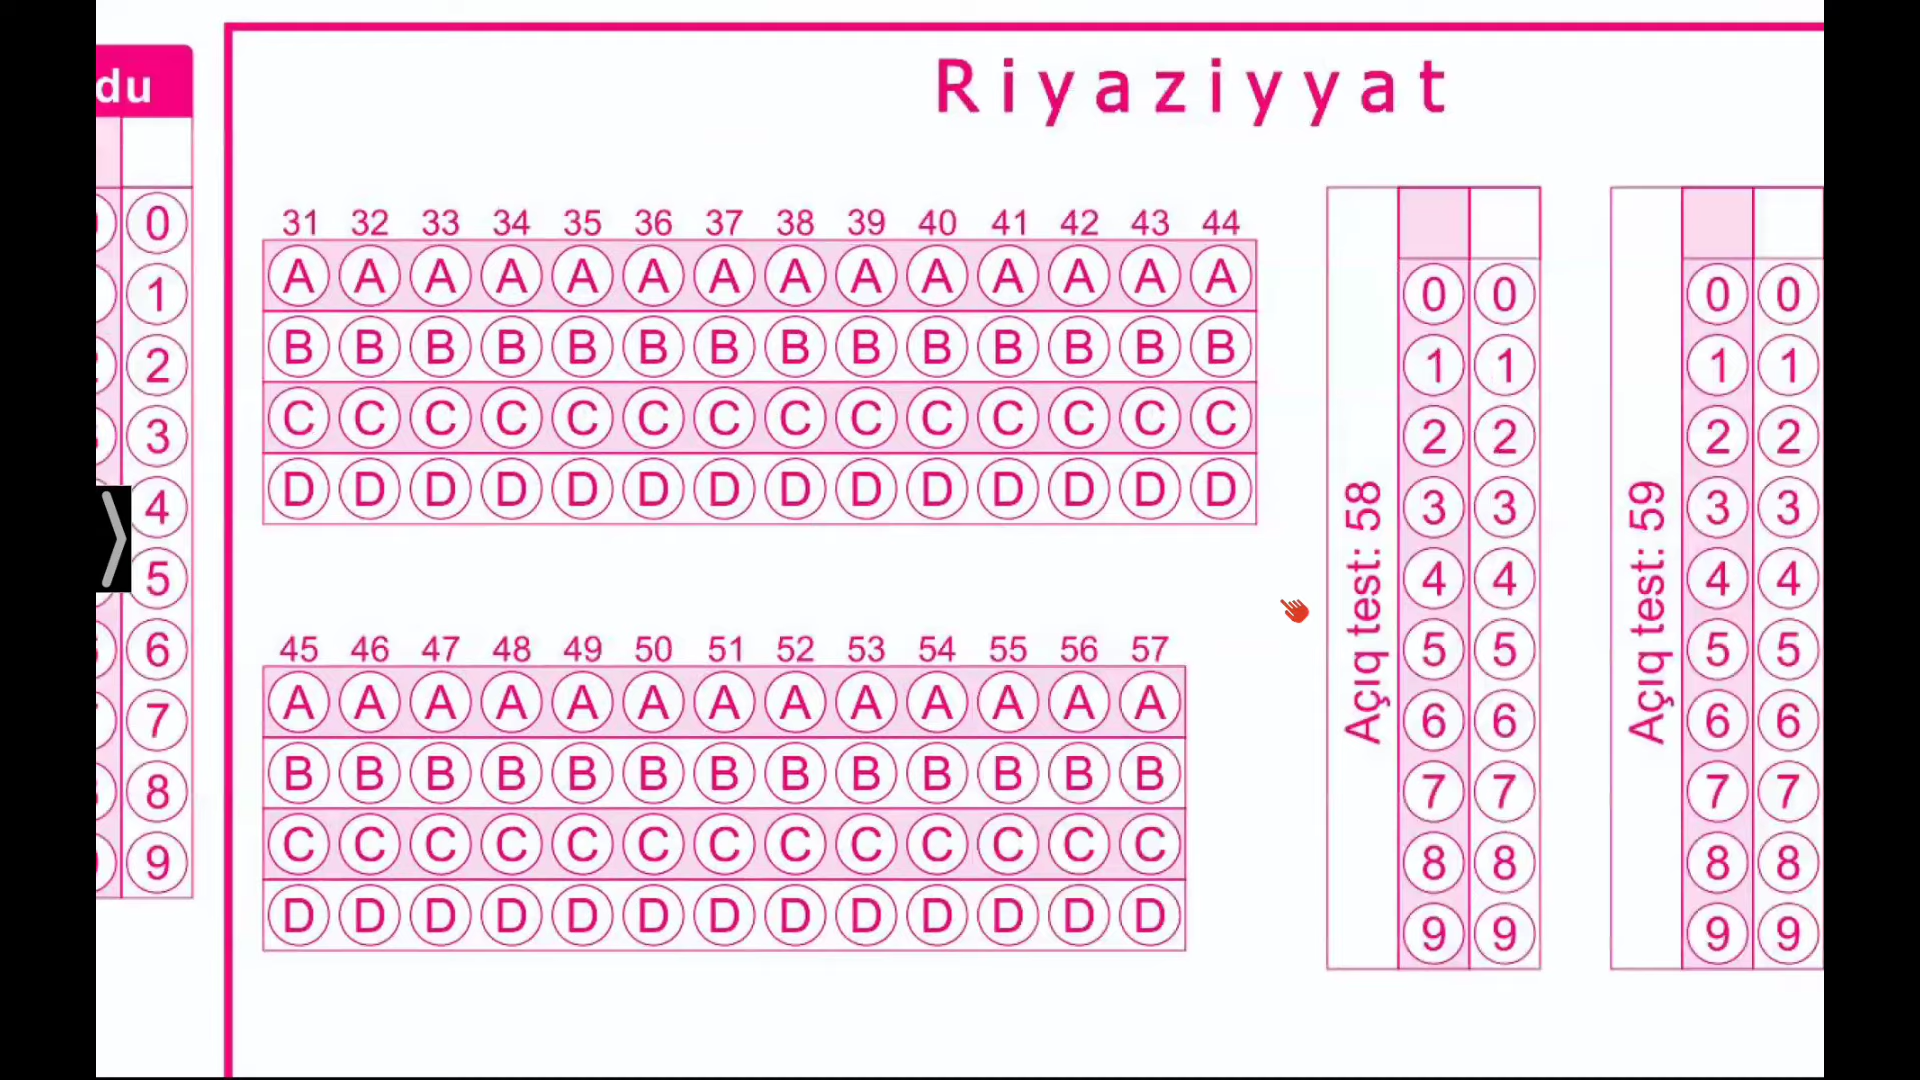 du
0
1
2
3
4
5
6
7
8
9
Riyaziyyat
31 32 33 34 35 36 37 38 39 40 41 42 43 44
A A A A A A A A A A A A A A
B B B B B B B B B B B B B B
C C C C C C C C C C C C C C
D D D D D D D D D D D D D D
45 46 47 48 49 50 51 52 53 54 55 56 57
A A A A A A A A A A A A A
B B B B B B B B B B B B B
C C C C C C C C C C C C C
D D D D D D D D D D D D D
Açıq test: 58
0 0
1 1
2 2
3 3
4 4
5 5
6 6
7 7
8 8
9 9
Açıq test: 59
0 0
1 1
2 2
3 3
4 4
5 5
6 6
7 7
8 8
9 9